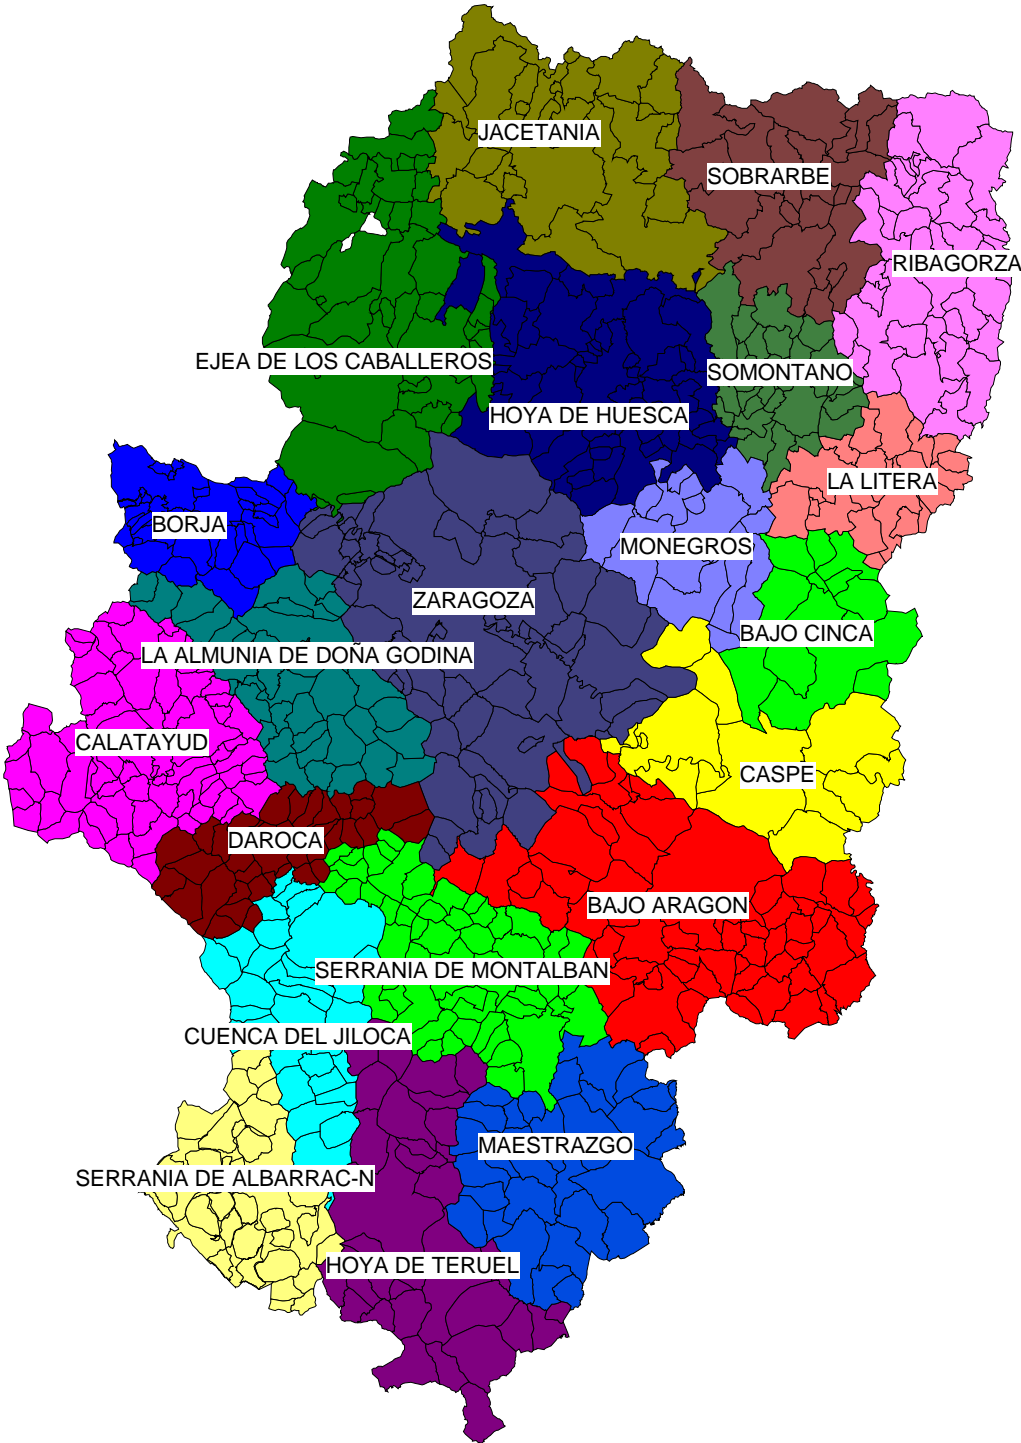 JACETANIA
SOBRARBE
RIBAGORZA
EJEA DE LOS CABALLEROS
SOMONTANO
HOYA DE HUESCA
LA LITERA
BORJA
MONEGROS
ZARAGOZA
BAJO CINCA
LA ALMUNIA DE DOÑA GODINA
CALATAYUD
CASPE
DAROCA
BAJO ARAGON
SERRANIA DE MONTALBAN
CUENCA DEL JILOCA
MAESTRAZGO
SERRANIA DE ALBARRAC-N
HOYA DE TERUEL